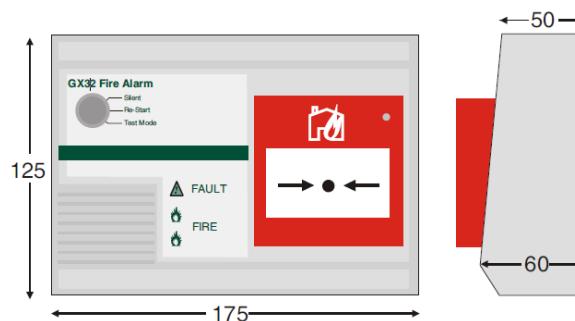 50
GX32 Fire Alarm
Silent
Re-Start
Test Mode
125
FAULT
FIRE
60
175